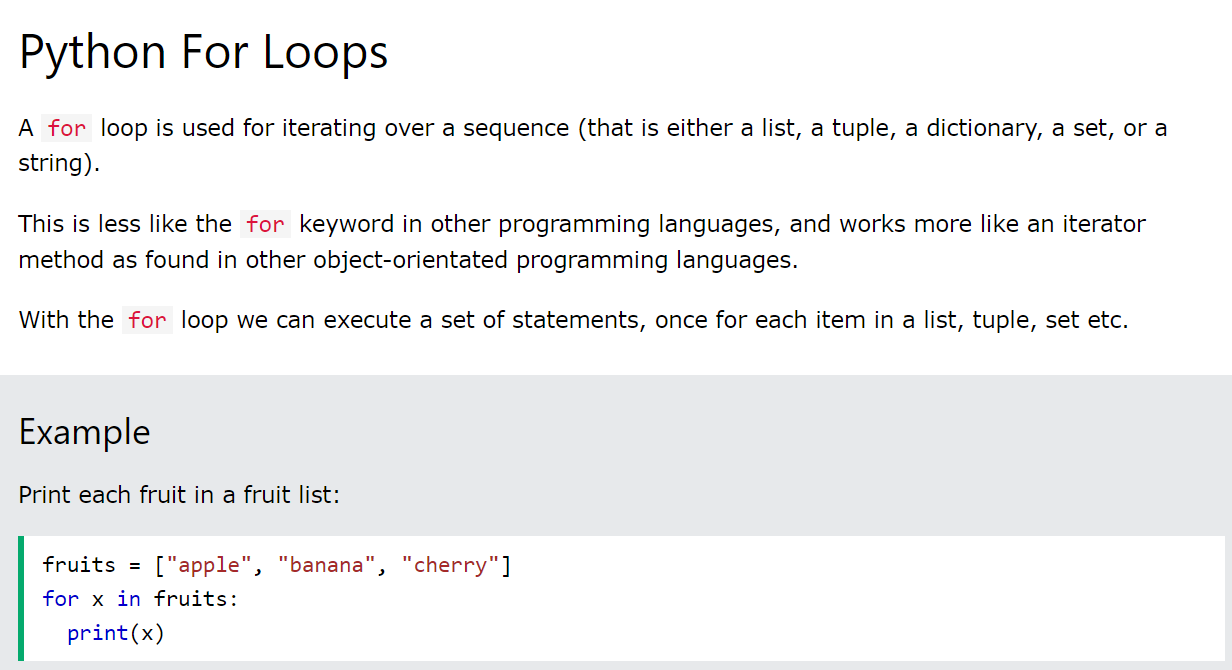 Python For Loops
A for loop is used for iterating over a sequence (that is either a list, a tuple, a dictionary, a set, or a
string).
This is less like the for keyword in other programming languages, and works more like an iterator
method as found in other object-orientated programming languages.
With the for loop we can execute a set of statements, once for each item in a list, tuple, set etc.
Example
Print each fruit in a fruit list:
fruits = ["apple", "banana", "cherry"]
for x in fruits:
  print(x)